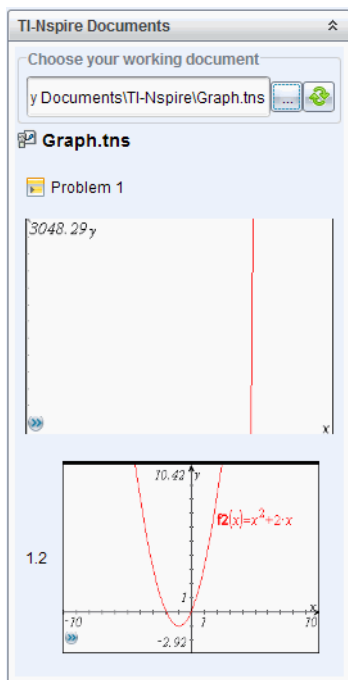 TI-Nspire Documents
Choose your working document
y Documents\TI-Nspire\Graph.tns ...
Graph.tns
Problem 1
3048.29 y
x
1.2
10.42 y
f2(x)=x²+2·x
1
x
-10 1 10
-2.92